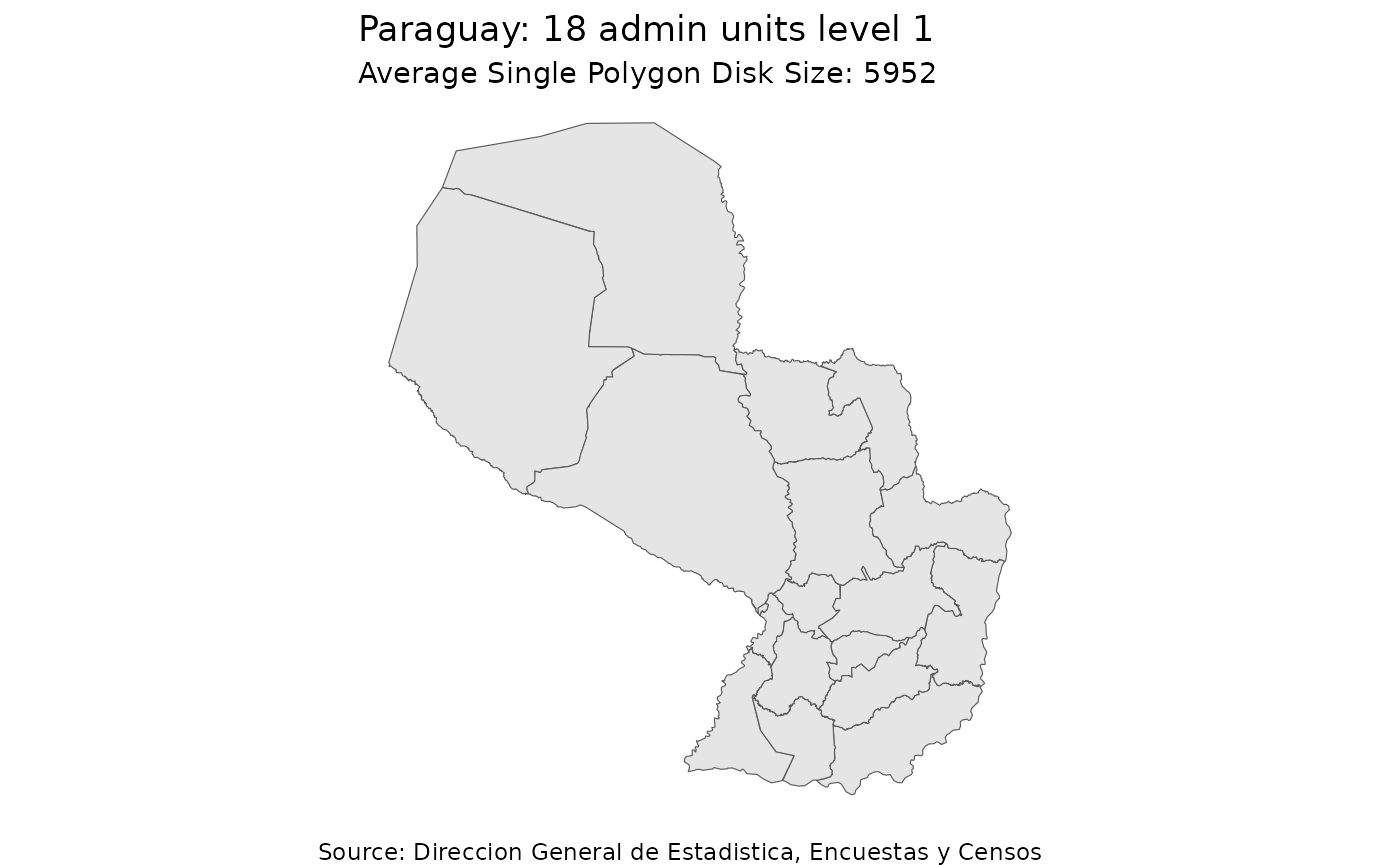 Paraguay: 18 admin units level 1
Average Single Polygon Disk Size: 5952
Source: Direccion General de Estadistica, Encuestas y Censos